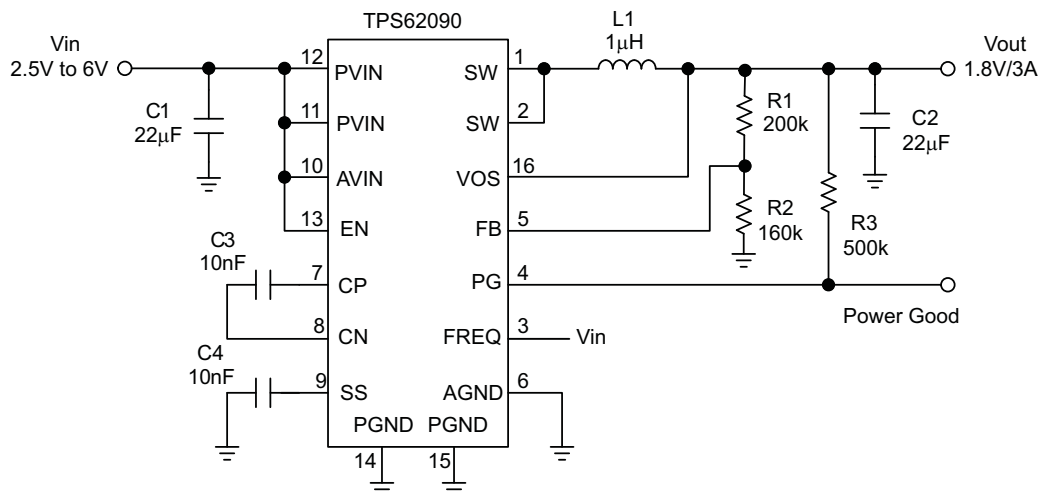 TPS62090
Vin
2.5V to 6V
C1
22μF
12
PVIN
11
PVIN
10
AVIN
13
EN
C3
10nF
7
CP
8
CN
C4
10nF
9
SS
PGND
PGND
14
15
SW
1
SW
2
VOS
16
FB
5
PG
4
FREQ
3
Vin
AGND
6
L1
1μH
R1
200k
R2
160k
R3
500k
C2
22μF
Vout
1.8V/3A
Power Good